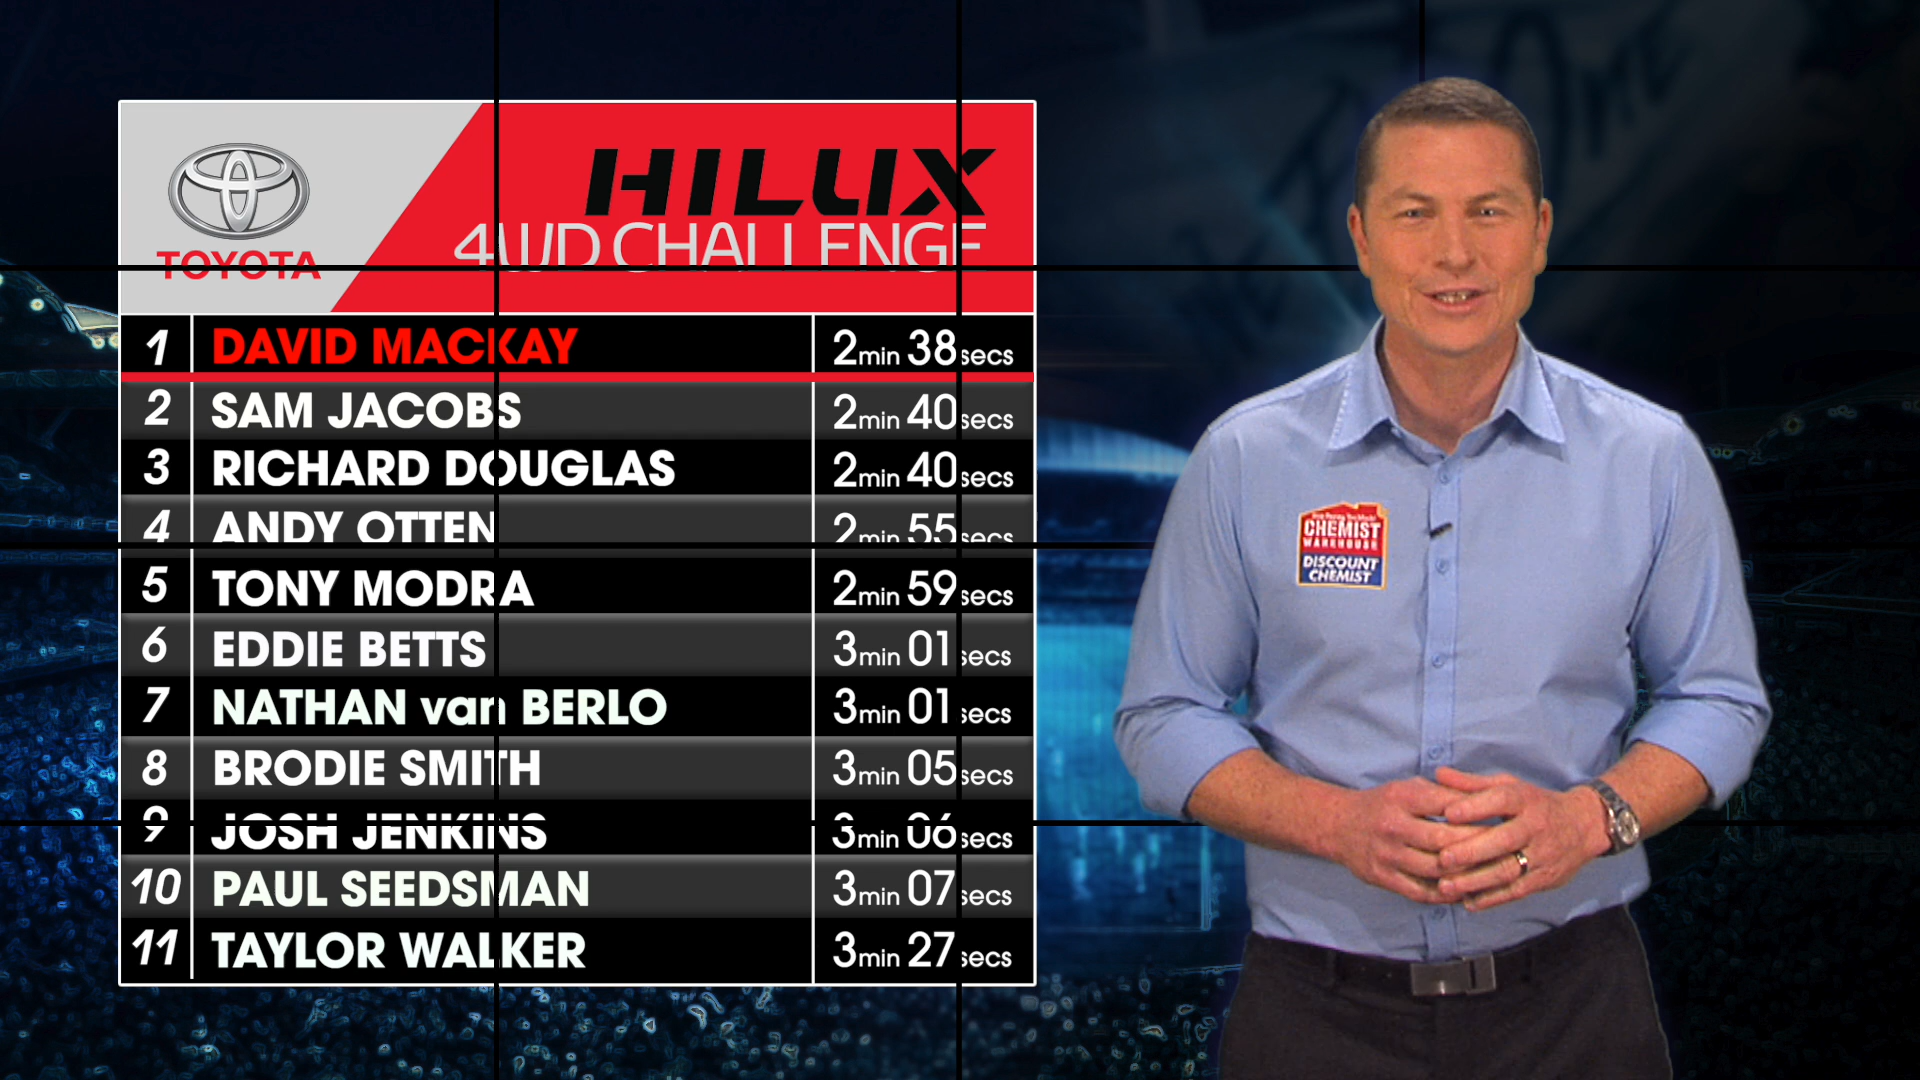 TOYOTA
HILUX
4WD CHALLENGE
1 DAVID MACKAY 2min 38secs
2 SAM JACOBS 2min 40secs
3 RICHARD DOUGLAS 2min 40secs
4 ANDY OTTEN 2min 55secs
5 TONY MODRA 2min 59secs
6 EDDIE BETTS 3min 01secs
7 NATHAN van BERLO 3min 01secs
8 BRODIE SMITH 3min 05secs
9 JOSH JENKINS 3min 06secs
10 PAUL SEEDSMAN 3min 07secs
11 TAYLOR WALKER 3min 27secs
CHEMIST
WAREHOUSE
DISCOUNT
CHEMIST